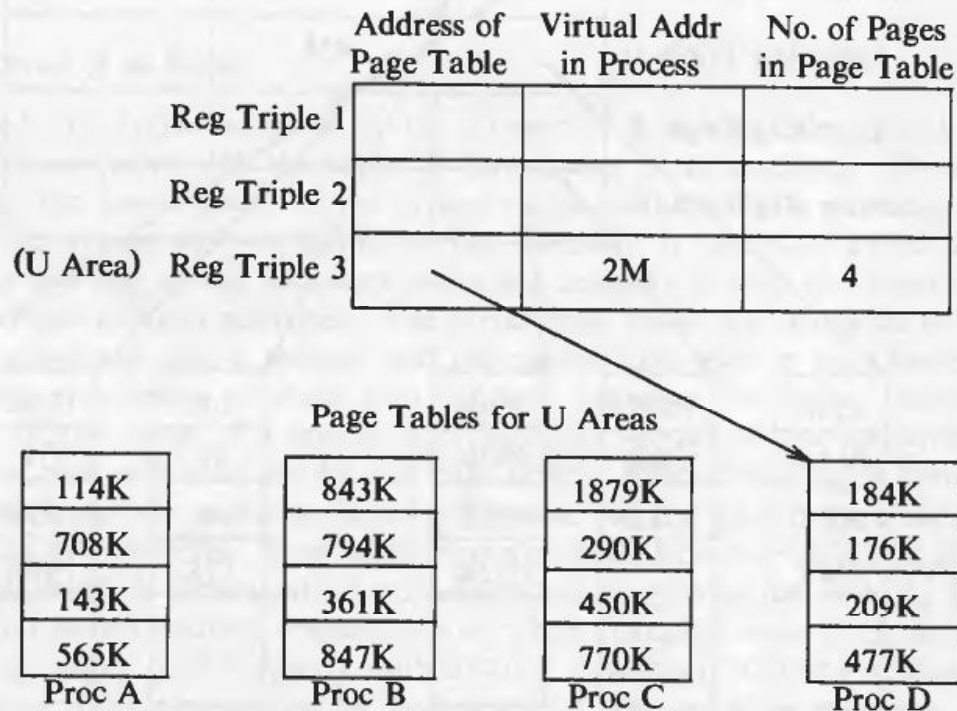 Address of Virtual Addr No. of Pages
Page Table in Process in Page Table
Reg Triple 1
Reg Triple 2
(U Area) Reg Triple 3 2M 4
Page Tables for U Areas
114K 843K 1879K 184K
708K 794K 290K 176K
143K 361K 450K 209K
565K 847K 770K 477K
Proc A Proc B Proc C Proc D